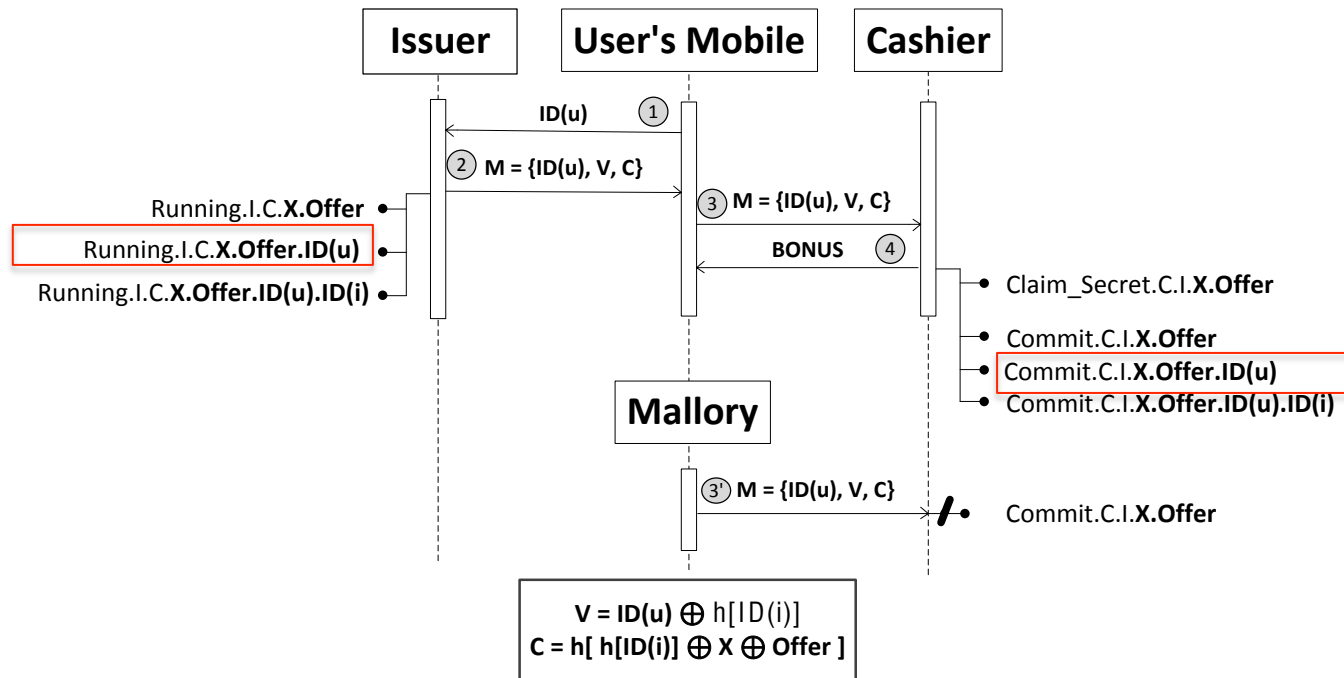 Issuer
User's Mobile
Cashier
ID(u)
1
2
M = {ID(u), V, C}
Running.I.C.X.Offer
3
M = {ID(u), V, C}
Running.I.C.X.Offer.ID(u)
BONUS
4
Running.I.C.X.Offer.ID(u).ID(i)
Claim_Secret.C.I.X.Offer
Commit.C.I.X.Offer
Commit.C.I.X.Offer.ID(u)
Commit.C.I.X.Offer.ID(u).ID(i)
Mallory
3'
M = {ID(u), V, C}
Commit.C.I.X.Offer
V = ID(u) ⊕ h[ID(i)]
C = h[ h[ID(i)] ⊕ X ⊕ Offer ]